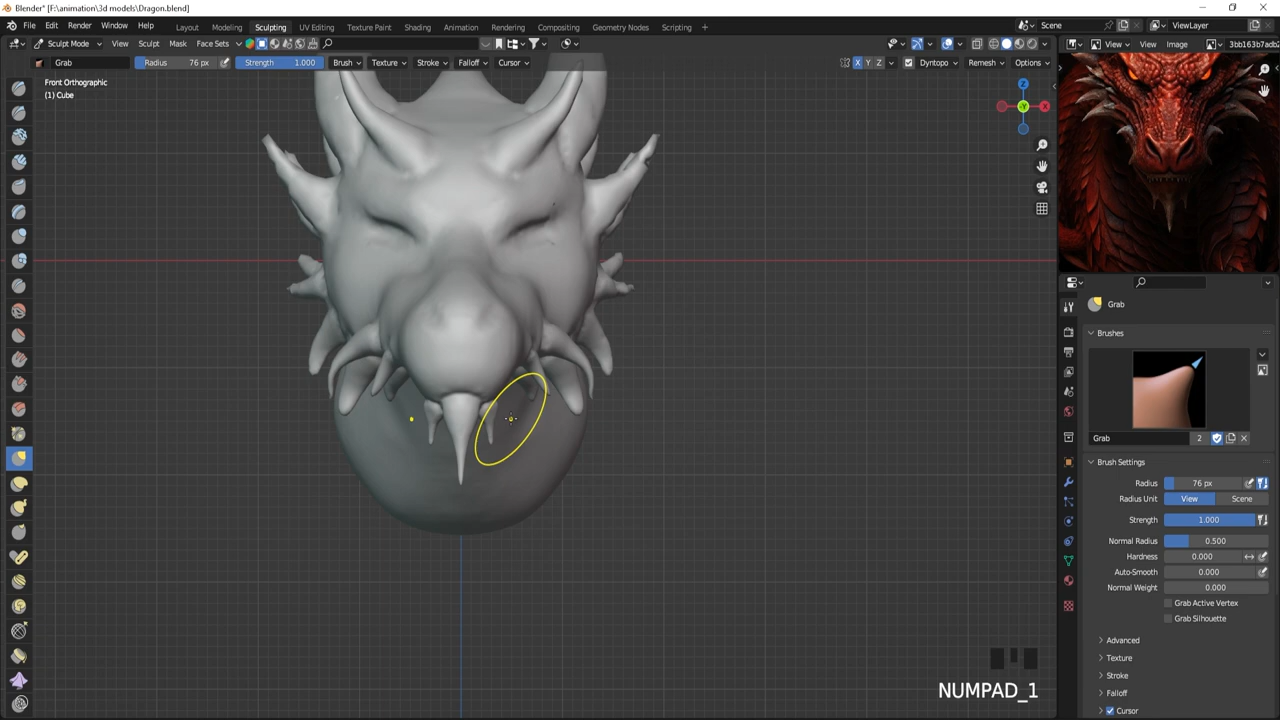 Blender* [F:\animation\3d models\Dragon.blend]
File Edit Render Window Help Layout Modeling Sculpting UV Editing Texture Paint Shading Animation Rendering Compositing Geometry Nodes Scripting + Scene ViewLayer
Sculpt Mode View Sculpt Mask Face Sets View View Image 3bb163b7adb2
Grab Radius 76 px Strength 1.000 Brush Texture Stroke Falloff Cursor X Y Z Dyntopo Remesh Options
Front Orthographic
(1) Cube
-Y
X
Grab
Brushes
Grab 2
Brush Settings
Radius 76 px
Radius Unit View Scene
Strength 1.000
Normal Radius 0.500
Hardness 0.000
Auto-Smooth 0.000
Normal Weight 0.000
Grab Active Vertex
Grab Silhouette
Advanced
Texture
Stroke
Falloff
Cursor
NUMPAD_1